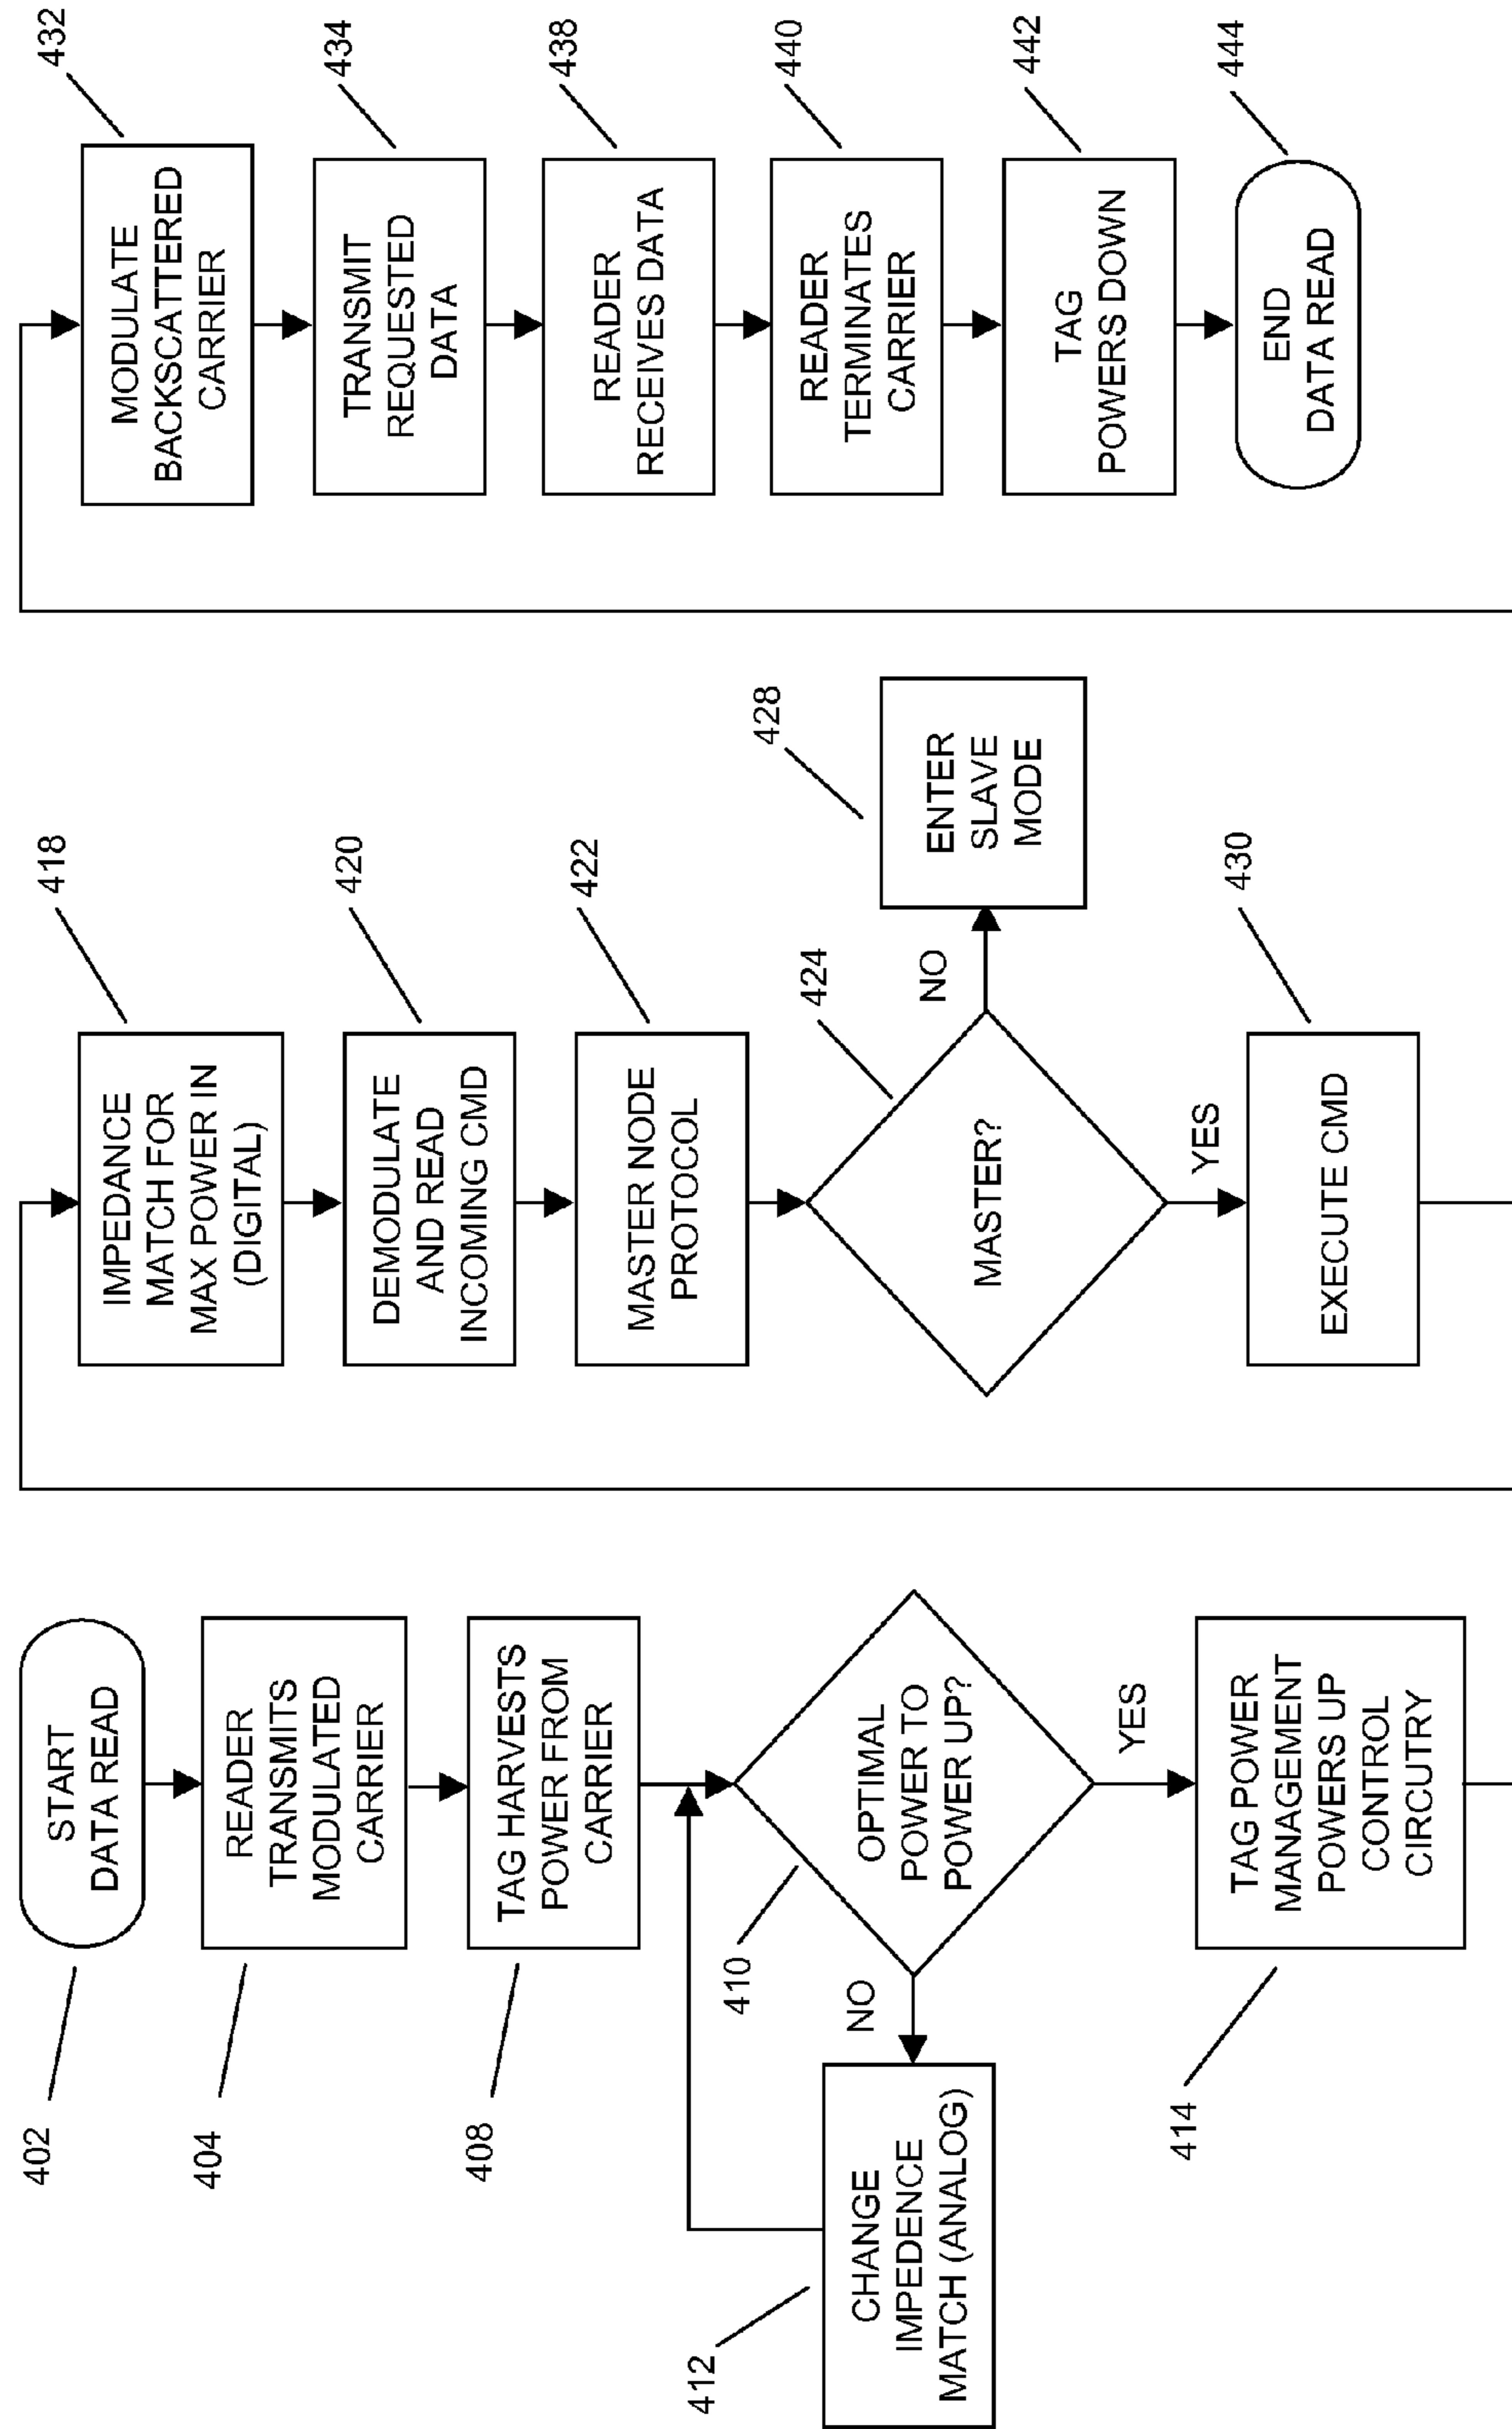 START
DATA READ
402
READER
TRANSMITS
MODULATED
CARRIER
404
TAG HARVESTS
POWER FROM
CARRIER
408
OPTIMAL
POWER TO
POWER UP?
410
NO
CHANGE
IMPEDENCE
MATCH (ANALOG)
412
YES
TAG POWER
MANAGEMENT
POWERS UP
CONTROL
CIRCUITRY
414
IMPEDANCE
MATCH FOR
MAX POWER IN
(DIGITAL)
418
DEMODULATE
AND READ
INCOMING CMD
420
MASTER NODE
PROTOCOL
422
MASTER?
424
NO
ENTER
SLAVE
MODE
428
YES
EXECUTE CMD
430
MODULATE
BACKSCATTERED
CARRIER
432
TRANSMIT
REQUESTED
DATA
434
READER
RECEIVES DATA
438
READER
TERMINATES
CARRIER
440
TAG
POWERS DOWN
442
END
DATA READ
444